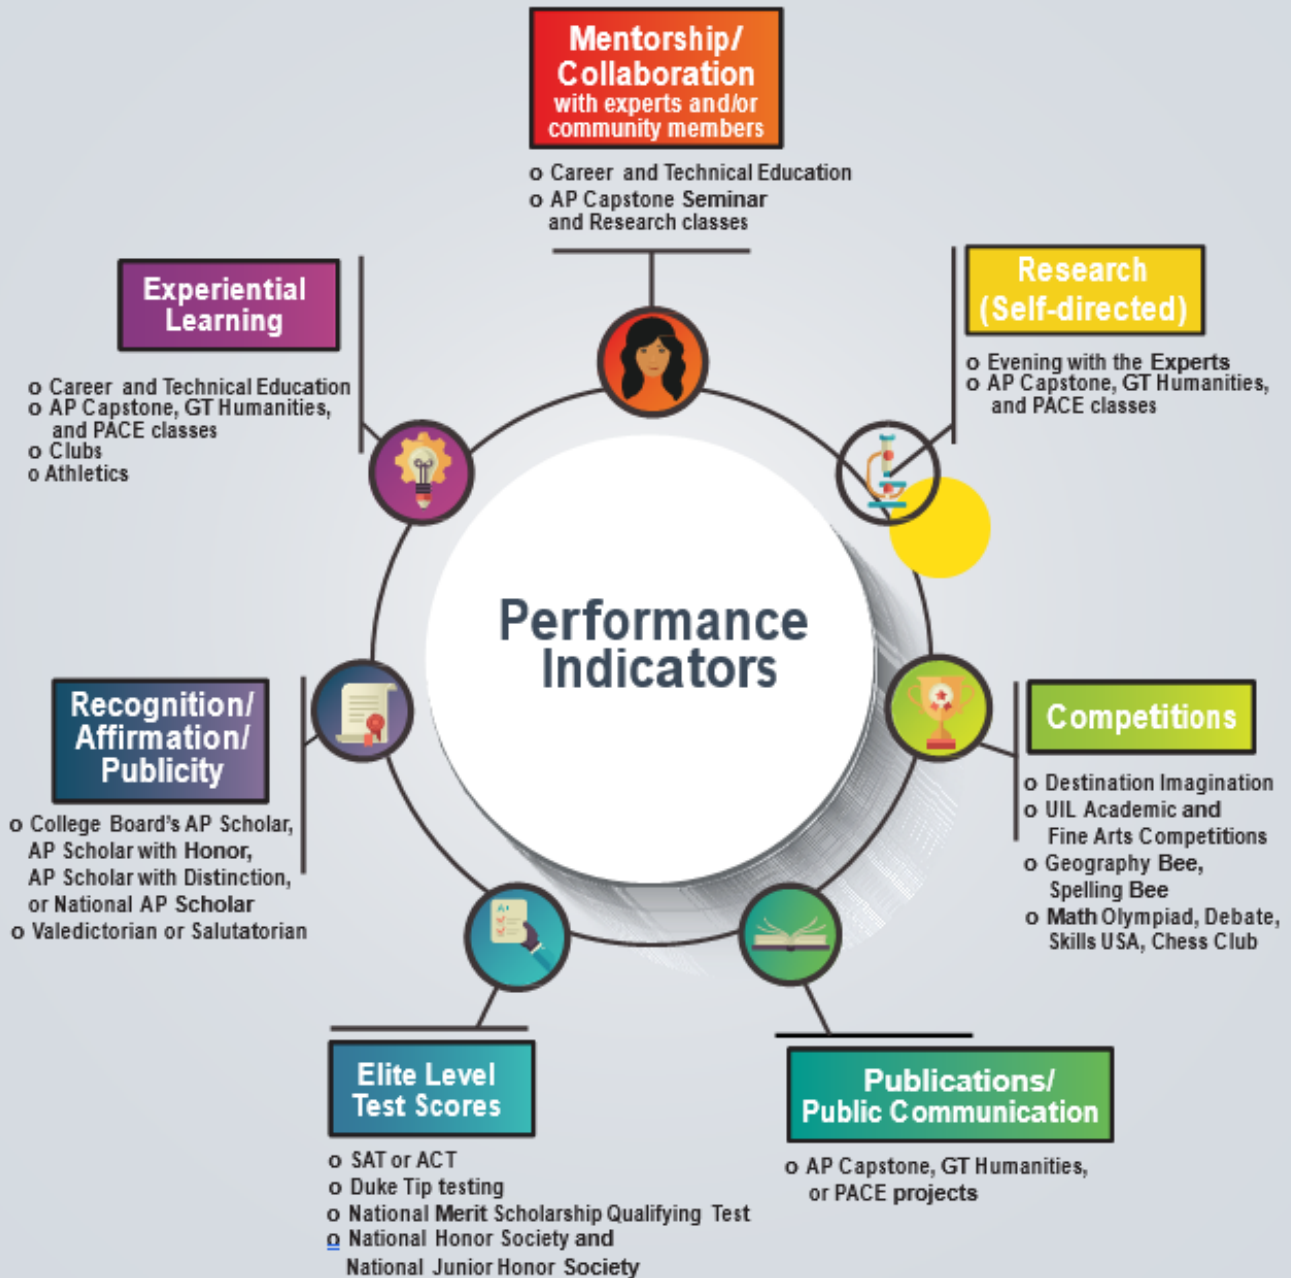 Mentorship/
Collaboration
with experts and/or
community members
o Career and Technical Education
o AP Capstone Seminar
and Research classes
Experiential
Learning
o Career and Technical Education
o AP Capstone, GT Humanities,
and PACE classes
o Clubs
o Athletics
Research
(Self-directed)
o Evening with the Experts
o AP Capstone, GT Humanities,
and PACE classes
Performance
Indicators
Recognition/
Affirmation/
Publicity
o College Board's AP Scholar,
AP Scholar with Honor,
AP Scholar with Distinction,
or National AP Scholar
o Valedictorian or Salutatorian
Competitions
o Destination Imagination
o UIL Academic and
Fine Arts Competitions
o Geography Bee,
Spelling Bee
o Math Olympiad, Debate,
Skills USA, Chess Club
A+
Elite Level
Test Scores
o SAT or ACT
o Duke Tip testing
o National Merit Scholarship Qualifying Test
o National Honor Society and
National Junior Honor Society
Publications/
Public Communication
o AP Capstone, GT Humanities,
or PACE projects